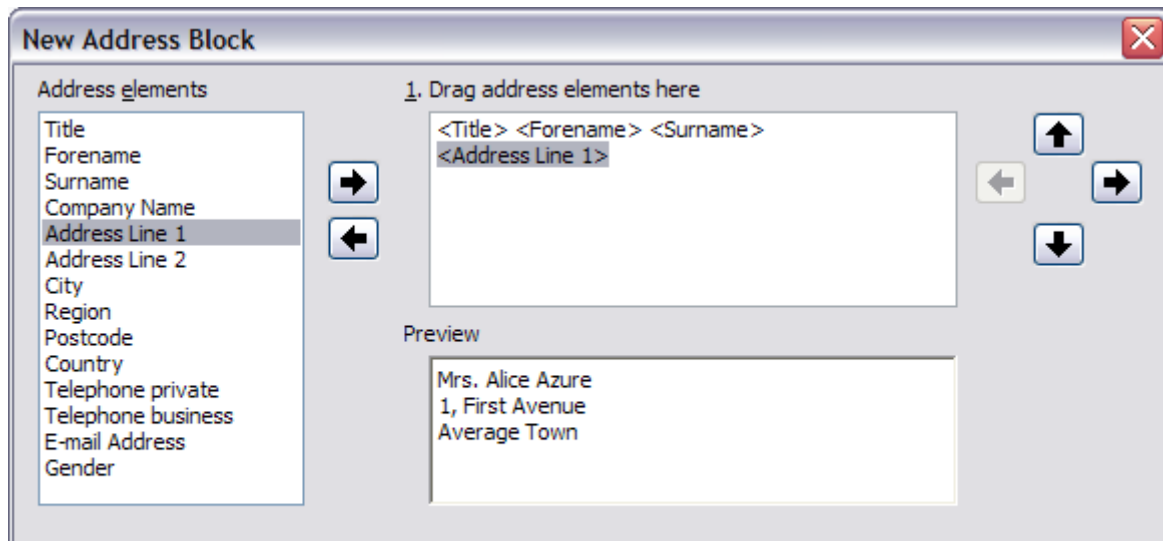 New Address Block
Address elements
Title
Forename
Surname
Company Name
Address Line 1
Address Line 2
City
Region
Postcode
Country
Telephone private
Telephone business
E-mail Address
Gender
1. Drag address elements here
<Title> <Forename> <Surname>
<Address Line 1>
Preview
Mrs. Alice Azure
1, First Avenue
Average Town